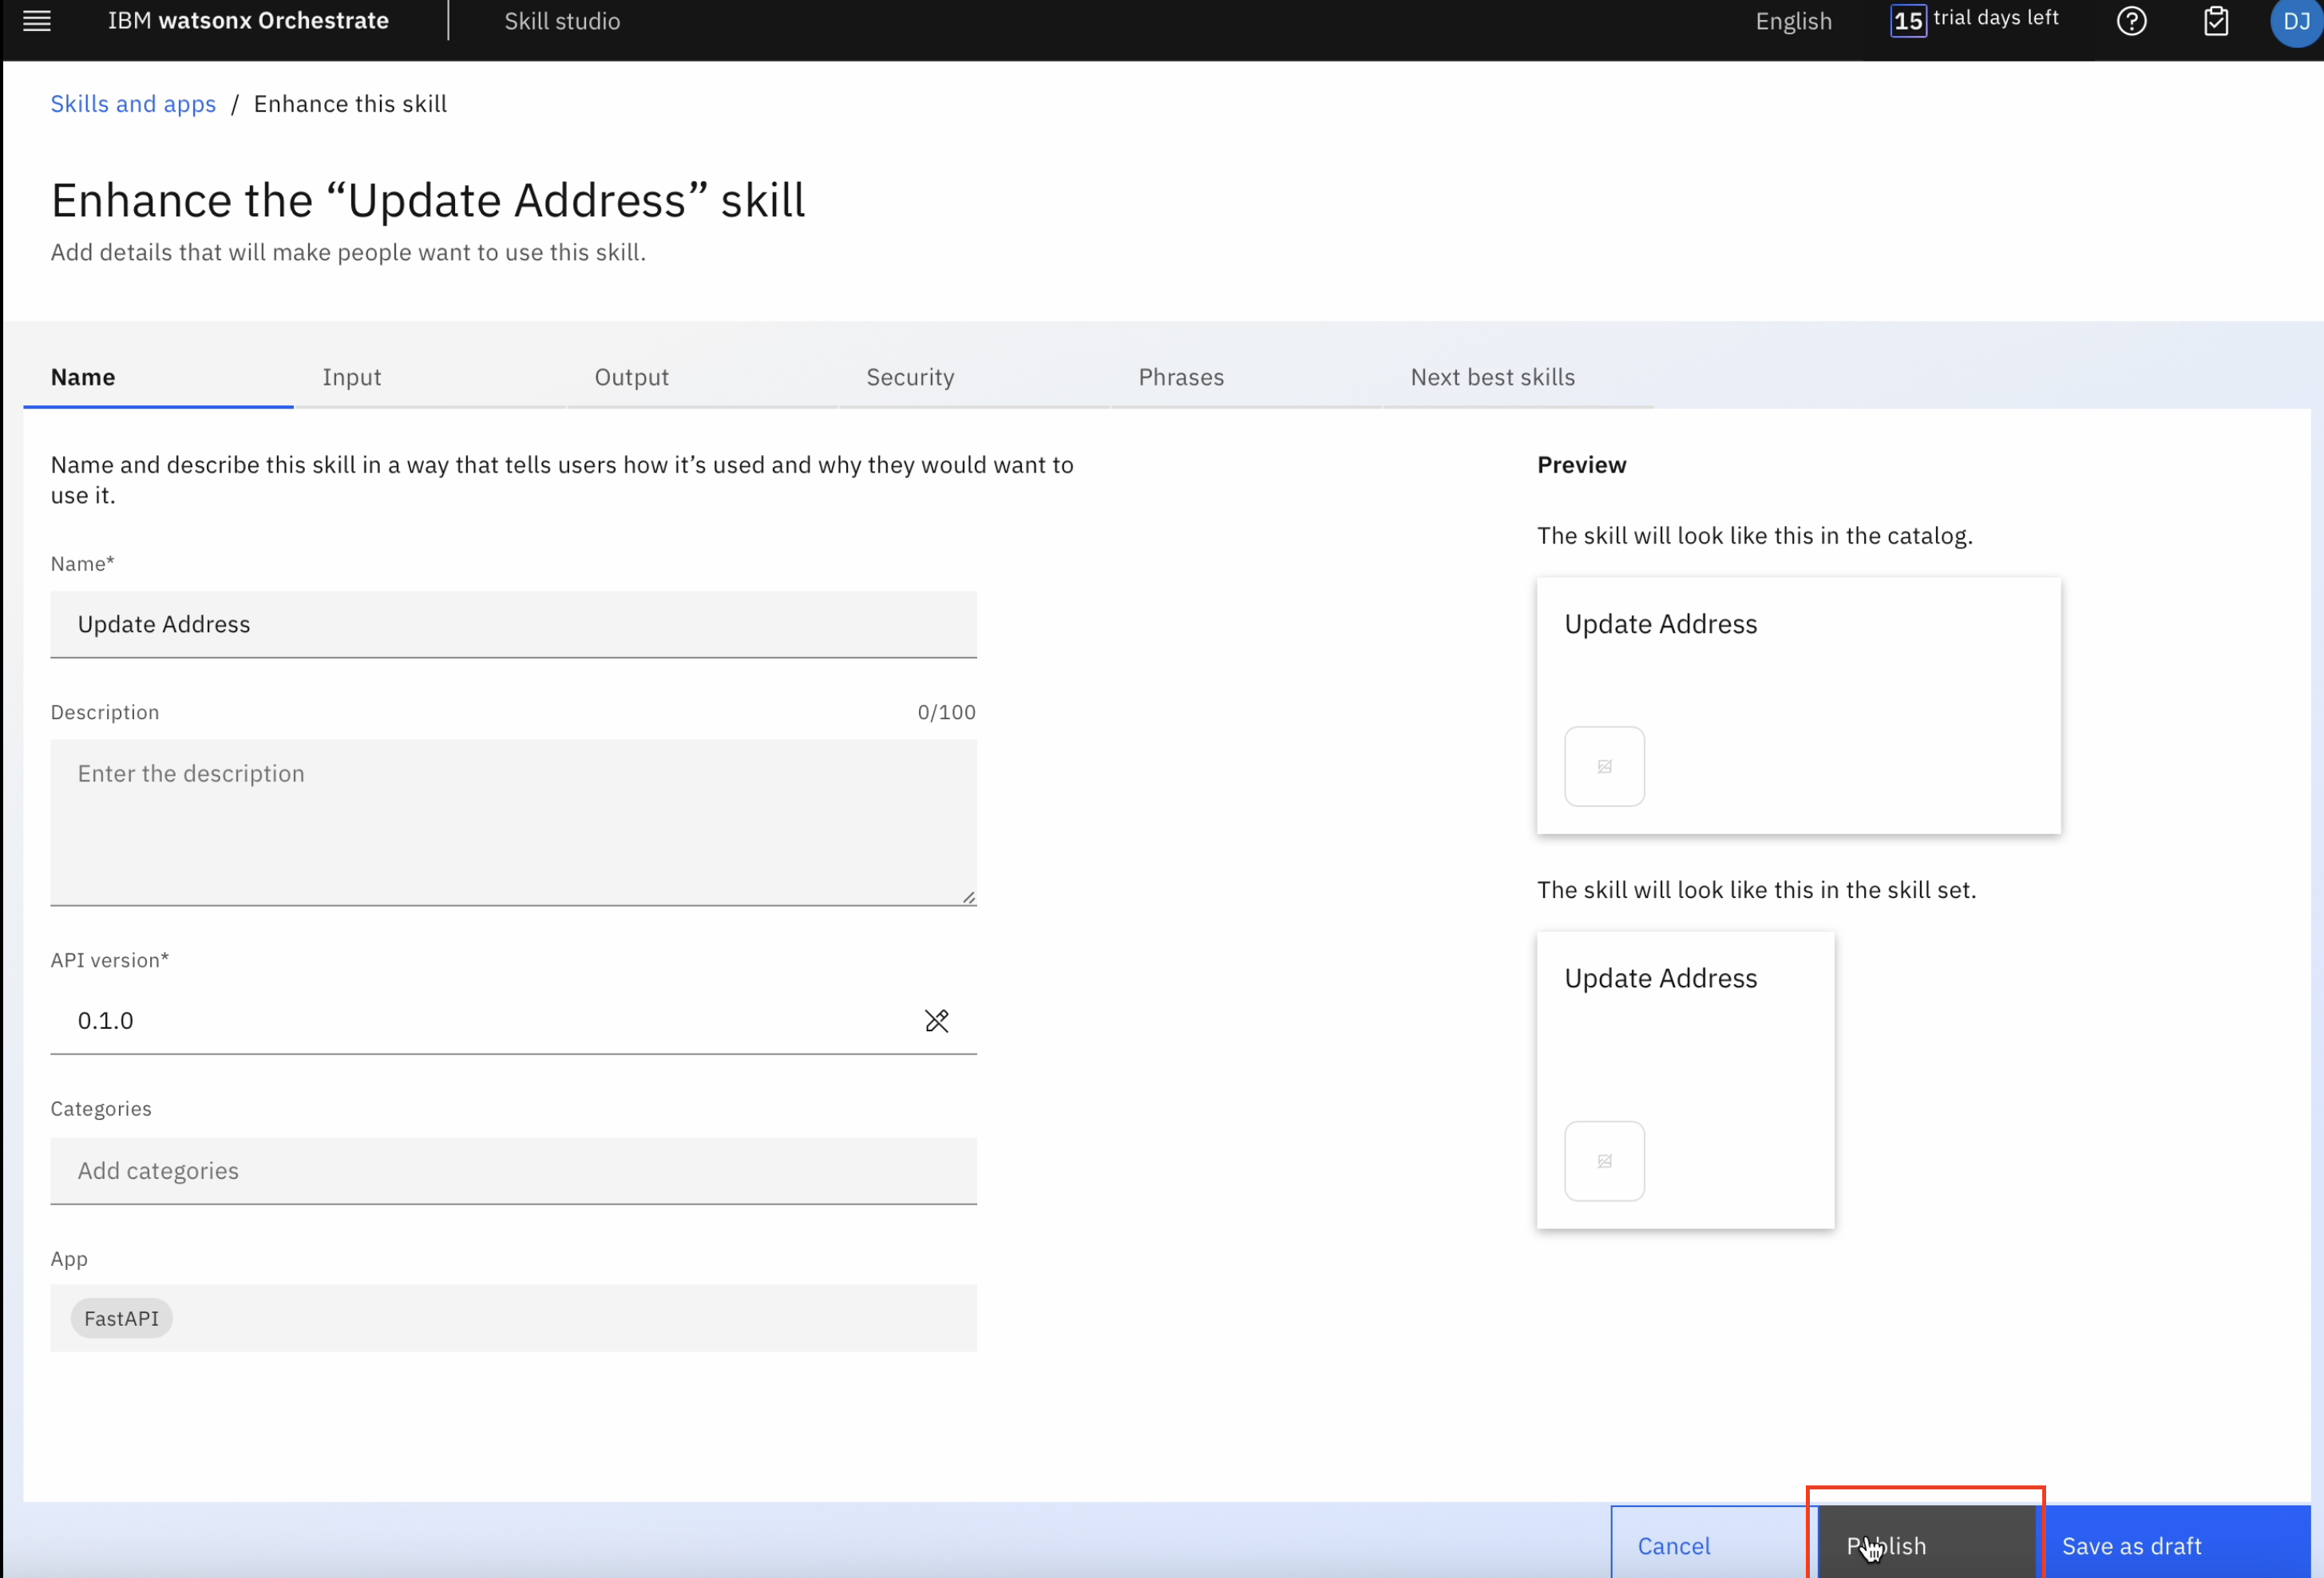 IBM watsonx Orchestrate
Skill studio
English
15 trial days left
DJ
Skills and apps / Enhance this skill
Enhance the “Update Address” skill
Add details that will make people want to use this skill.
Name
Input
Output
Security
Phrases
Next best skills
Name and describe this skill in a way that tells users how it’s used and why they would want to
use it.
Name*
Update Address
Description
0/100
Enter the description
API version*
0.1.0
Categories
Add categories
App
FastAPI
Preview
The skill will look like this in the catalog.
Update Address
The skill will look like this in the skill set.
Update Address
Cancel
Publish
Save as draft